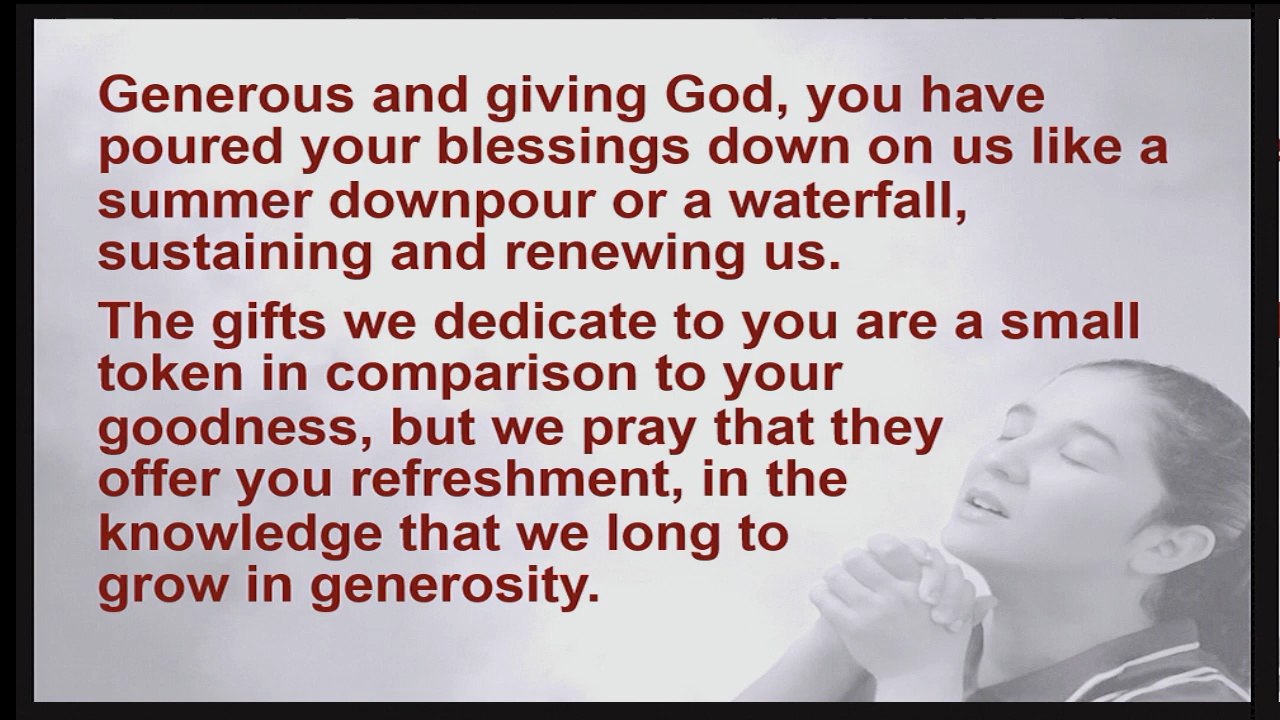 Generous and giving God, you have
poured your blessings down on us like a
summer downpour or a waterfall,
sustaining and renewing us.
The gifts we dedicate to you are a small
token in comparison to your
goodness, but we pray that they
offer you refreshment, in the
knowledge that we long to
grow in generosity.